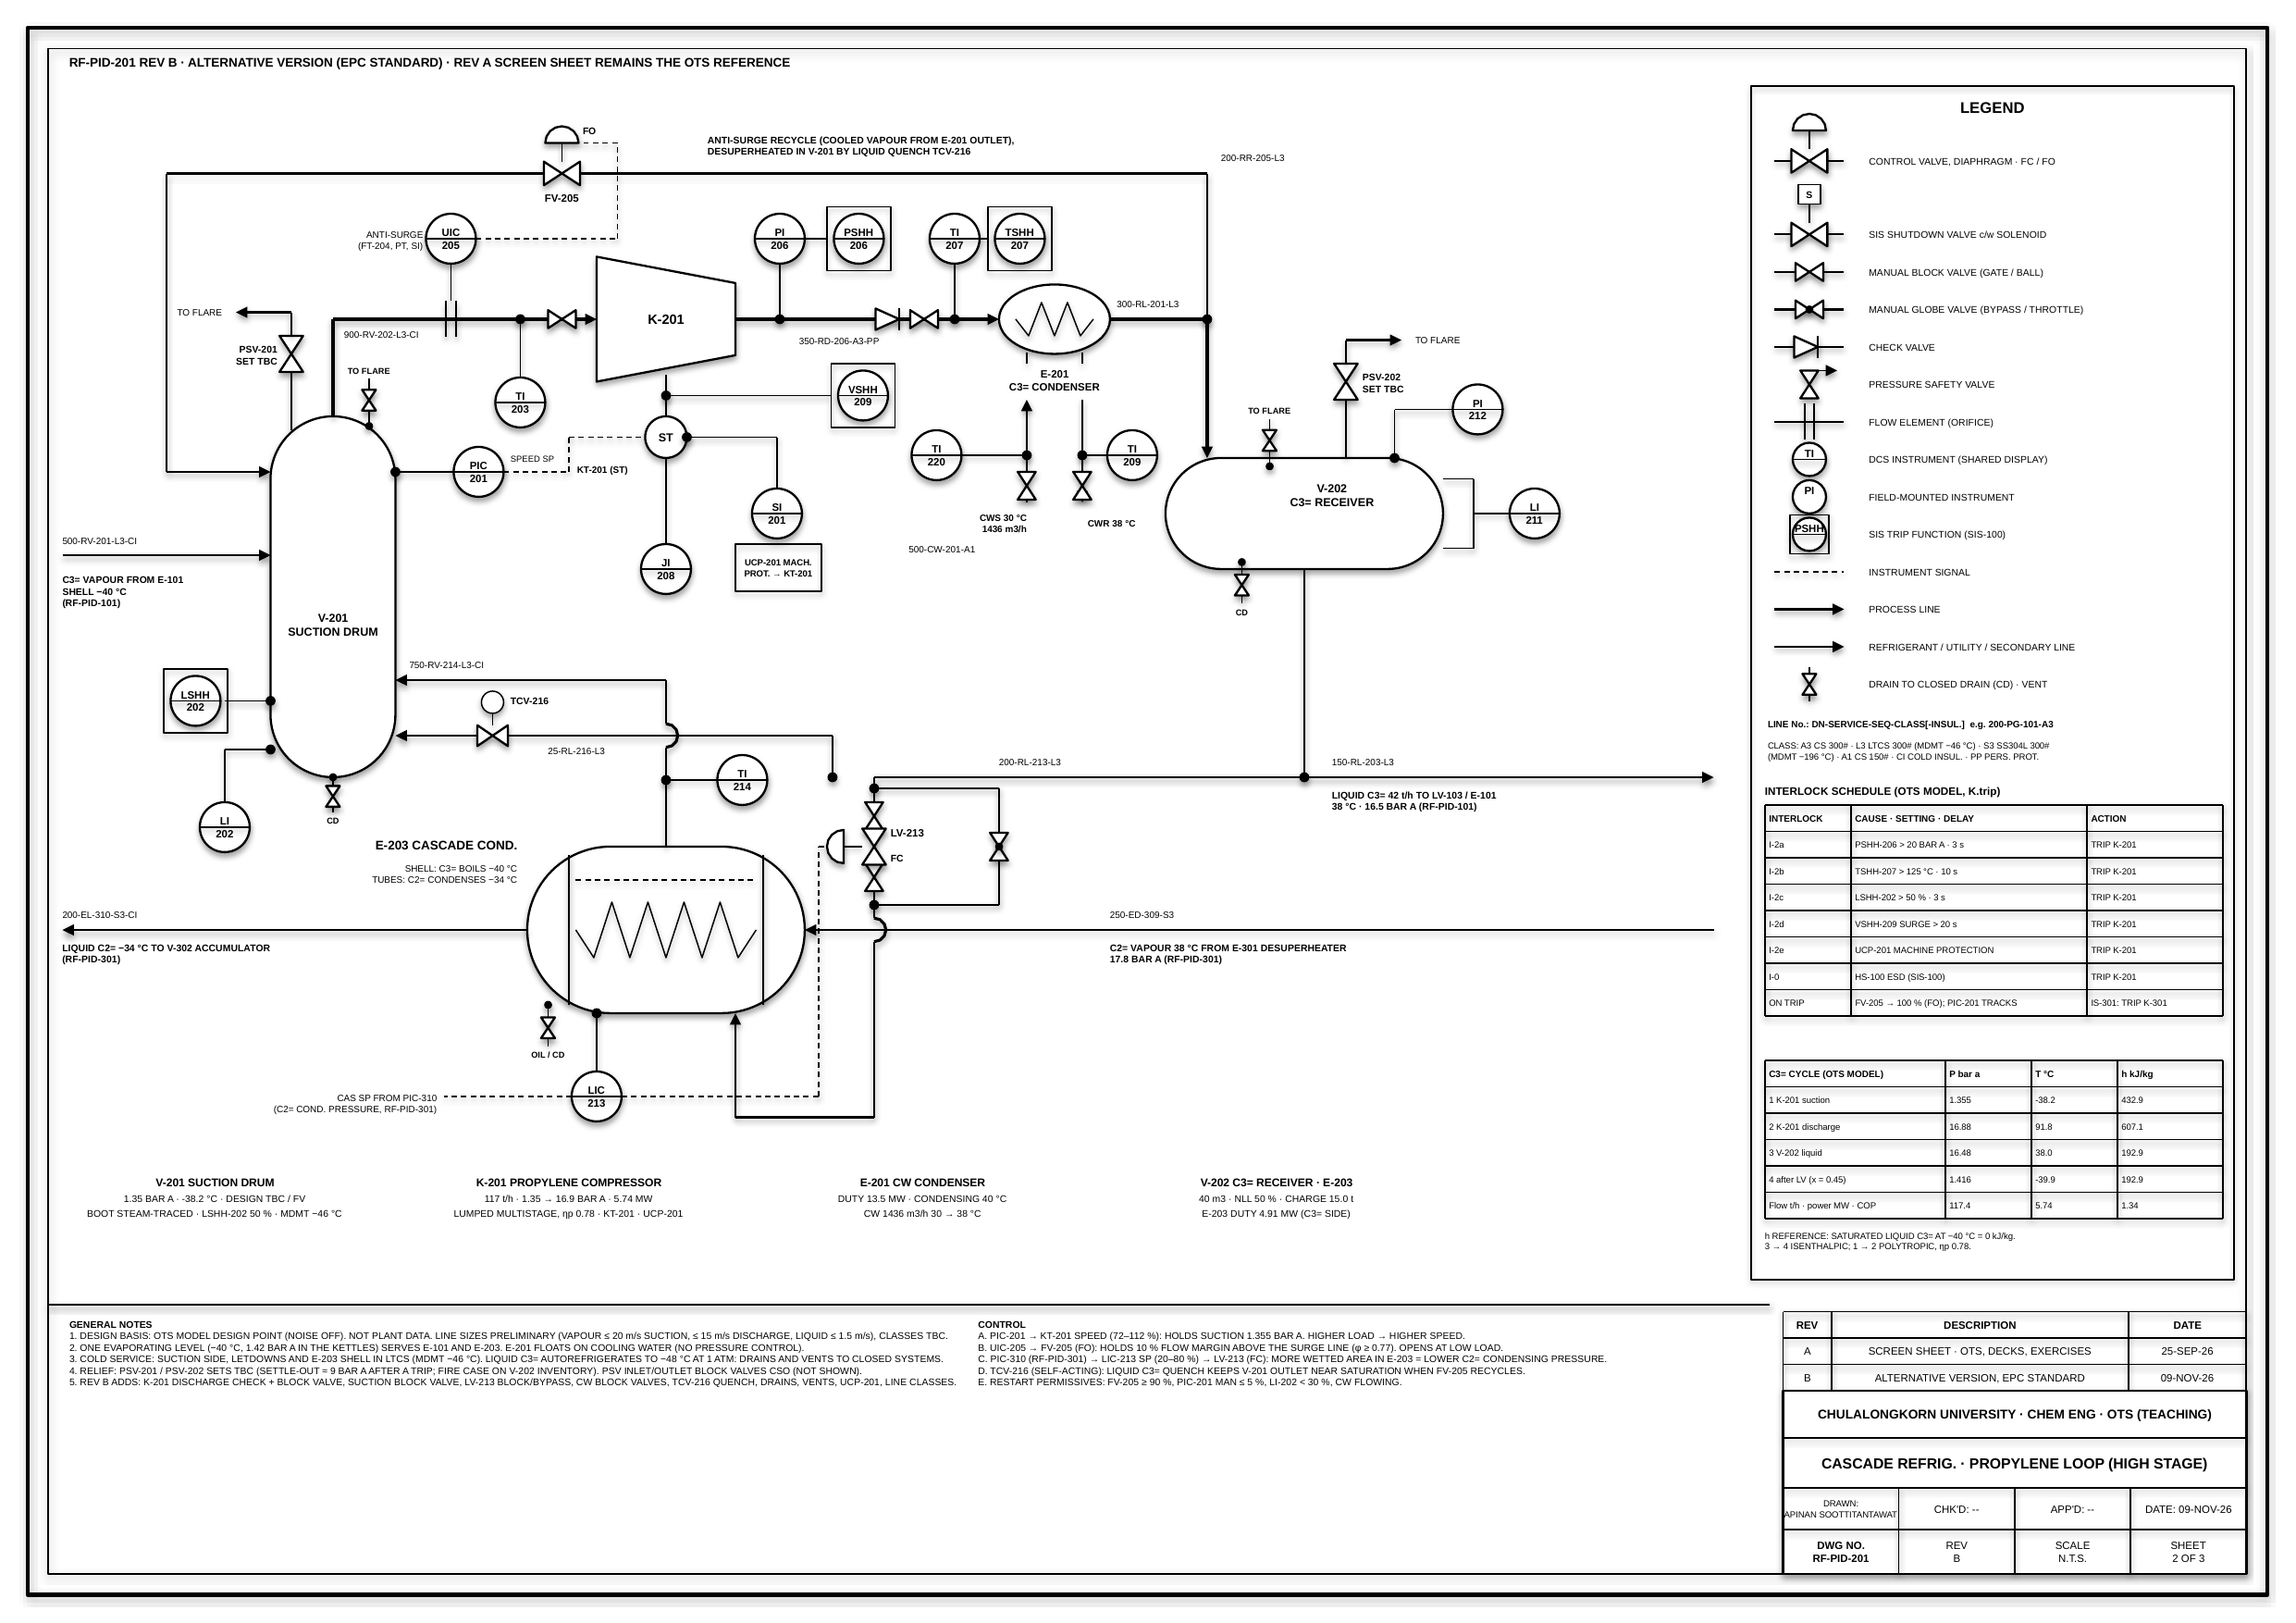 RF-PID-201 REV B · ALTERNATIVE VERSION (EPC STANDARD) · REV A SCREEN SHEET REMAINS THE OTS REFERENCE
FO
FV-205
ANTI-SURGE RECYCLE (COOLED VAPOUR FROM E-201 OUTLET),
DESUPERHEATED IN V-201 BY LIQUID QUENCH TCV-216
200-RR-205-L3
ANTI-SURGE
(FT-204, PT, SI)
UIC
205
PI
206
PSHH
206
TI
207
TSHH
207
TO FLARE
PSV-201
SET TBC
900-RV-202-L3-CI
TO FLARE
TI
203
K-201
350-RD-206-A3-PP
300-RL-201-L3
E-201
C3= CONDENSER
VSHH
209
ST
KT-201 (ST)
PIC
201
SPEED SP
SI
201
UCP-201 MACH.
PROT. → KT-201
JI
208
TI
220
TI
209
CWS 30 °C
1436 m3/h
CWR 38 °C
500-CW-201-A1
TO FLARE
PSV-202
SET TBC
TO FLARE
PI
212
V-202
C3= RECEIVER
LI
211
CD
500-RV-201-L3-CI
C3= VAPOUR FROM E-101
SHELL −40 °C
(RF-PID-101)
V-201
SUCTION DRUM
LSHH
202
LI
202
CD
750-RV-214-L3-CI
TCV-216
25-RL-216-L3
TI
214
200-RL-213-L3
150-RL-203-L3
LIQUID C3= 42 t/h TO LV-103 / E-101
38 °C · 16.5 BAR A (RF-PID-101)
LV-213
FC
E-203 CASCADE COND.
SHELL: C3= BOILS −40 °C
TUBES: C2= CONDENSES −34 °C
200-EL-310-S3-CI
LIQUID C2= −34 °C TO V-302 ACCUMULATOR
(RF-PID-301)
250-ED-309-S3
C2= VAPOUR 38 °C FROM E-301 DESUPERHEATER
17.8 BAR A (RF-PID-301)
OIL / CD
LIC
213
CAS SP FROM PIC-310
(C2= COND. PRESSURE, RF-PID-301)
V-201 SUCTION DRUM
1.35 BAR A · -38.2 °C · DESIGN TBC / FV
BOOT STEAM-TRACED · LSHH-202 50 % · MDMT −46 °C
K-201 PROPYLENE COMPRESSOR
117 t/h · 1.35 → 16.9 BAR A · 5.74 MW
LUMPED MULTISTAGE, ηp 0.78 · KT-201 · UCP-201
E-201 CW CONDENSER
DUTY 13.5 MW · CONDENSING 40 °C
CW 1436 m3/h 30 → 38 °C
V-202 C3= RECEIVER · E-203
40 m3 · NLL 50 % · CHARGE 15.0 t
E-203 DUTY 4.91 MW (C3= SIDE)
LEGEND
CONTROL VALVE, DIAPHRAGM · FC / FO
S
SIS SHUTDOWN VALVE c/w SOLENOID
MANUAL BLOCK VALVE (GATE / BALL)
MANUAL GLOBE VALVE (BYPASS / THROTTLE)
CHECK VALVE
PRESSURE SAFETY VALVE
FLOW ELEMENT (ORIFICE)
TI
DCS INSTRUMENT (SHARED DISPLAY)
PI
FIELD-MOUNTED INSTRUMENT
PSHH
SIS TRIP FUNCTION (SIS-100)
INSTRUMENT SIGNAL
PROCESS LINE
REFRIGERANT / UTILITY / SECONDARY LINE
DRAIN TO CLOSED DRAIN (CD) · VENT
LINE No.: DN-SERVICE-SEQ-CLASS[-INSUL.] e.g. 200-PG-101-A3
CLASS: A3 CS 300# · L3 LTCS 300# (MDMT −46 °C) · S3 SS304L 300#
(MDMT −196 °C) · A1 CS 150# · CI COLD INSUL. · PP PERS. PROT.
INTERLOCK SCHEDULE (OTS MODEL, K.trip)
INTERLOCK CAUSE · SETTING · DELAY ACTION
I-2a PSHH-206 > 20 BAR A · 3 s TRIP K-201
I-2b TSHH-207 > 125 °C · 10 s TRIP K-201
I-2c LSHH-202 > 50 % · 3 s TRIP K-201
I-2d VSHH-209 SURGE > 20 s TRIP K-201
I-2e UCP-201 MACHINE PROTECTION TRIP K-201
I-0 HS-100 ESD (SIS-100) TRIP K-201
ON TRIP FV-205 → 100 % (FO); PIC-201 TRACKS IS-301: TRIP K-301
C3= CYCLE (OTS MODEL) P bar a T °C h kJ/kg
1 K-201 suction 1.355 -38.2 432.9
2 K-201 discharge 16.88 91.8 607.1
3 V-202 liquid 16.48 38.0 192.9
4 after LV (x = 0.45) 1.416 -39.9 192.9
Flow t/h · power MW · COP 117.4 5.74 1.34
h REFERENCE: SATURATED LIQUID C3= AT −40 °C = 0 kJ/kg.
3 → 4 ISENTHALPIC; 1 → 2 POLYTROPIC, ηp 0.78.
GENERAL NOTES
1. DESIGN BASIS: OTS MODEL DESIGN POINT (NOISE OFF). NOT PLANT DATA. LINE SIZES PRELIMINARY (VAPOUR ≤ 20 m/s SUCTION, ≤ 15 m/s DISCHARGE, LIQUID ≤ 1.5 m/s), CLASSES TBC.
2. ONE EVAPORATING LEVEL (−40 °C, 1.42 BAR A IN THE KETTLES) SERVES E-101 AND E-203. E-201 FLOATS ON COOLING WATER (NO PRESSURE CONTROL).
3. COLD SERVICE: SUCTION SIDE, LETDOWNS AND E-203 SHELL IN LTCS (MDMT −46 °C). LIQUID C3= AUTOREFRIGERATES TO −48 °C AT 1 ATM: DRAINS AND VENTS TO CLOSED SYSTEMS.
4. RELIEF: PSV-201 / PSV-202 SETS TBC (SETTLE-OUT ≈ 9 BAR A AFTER A TRIP; FIRE CASE ON V-202 INVENTORY). PSV INLET/OUTLET BLOCK VALVES CSO (NOT SHOWN).
5. REV B ADDS: K-201 DISCHARGE CHECK + BLOCK VALVE, SUCTION BLOCK VALVE, LV-213 BLOCK/BYPASS, CW BLOCK VALVES, TCV-216 QUENCH, DRAINS, VENTS, UCP-201, LINE CLASSES.
CONTROL
A. PIC-201 → KT-201 SPEED (72–112 %): HOLDS SUCTION 1.355 BAR A. HIGHER LOAD → HIGHER SPEED.
B. UIC-205 → FV-205 (FO): HOLDS 10 % FLOW MARGIN ABOVE THE SURGE LINE (φ ≥ 0.77). OPENS AT LOW LOAD.
C. PIC-310 (RF-PID-301) → LIC-213 SP (20–80 %) → LV-213 (FC): MORE WETTED AREA IN E-203 = LOWER C2= CONDENSING PRESSURE.
D. TCV-216 (SELF-ACTING): LIQUID C3= QUENCH KEEPS V-201 OUTLET NEAR SATURATION WHEN FV-205 RECYCLES.
E. RESTART PERMISSIVES: FV-205 ≥ 90 %, PIC-201 MAN ≤ 5 %, LI-202 < 30 %, CW FLOWING.
REV DESCRIPTION DATE
A SCREEN SHEET · OTS, DECKS, EXERCISES 25-SEP-26
B ALTERNATIVE VERSION, EPC STANDARD 09-NOV-26
CHULALONGKORN UNIVERSITY · CHEM ENG · OTS (TEACHING)
CASCADE REFRIG. · PROPYLENE LOOP (HIGH STAGE)
DRAWN:
APINAN SOOTTITANTAWAT
CHK'D: --
APP'D: --
DATE: 09-NOV-26
DWG NO.
RF-PID-201
REV
B
SCALE
N.T.S.
SHEET
2 OF 3